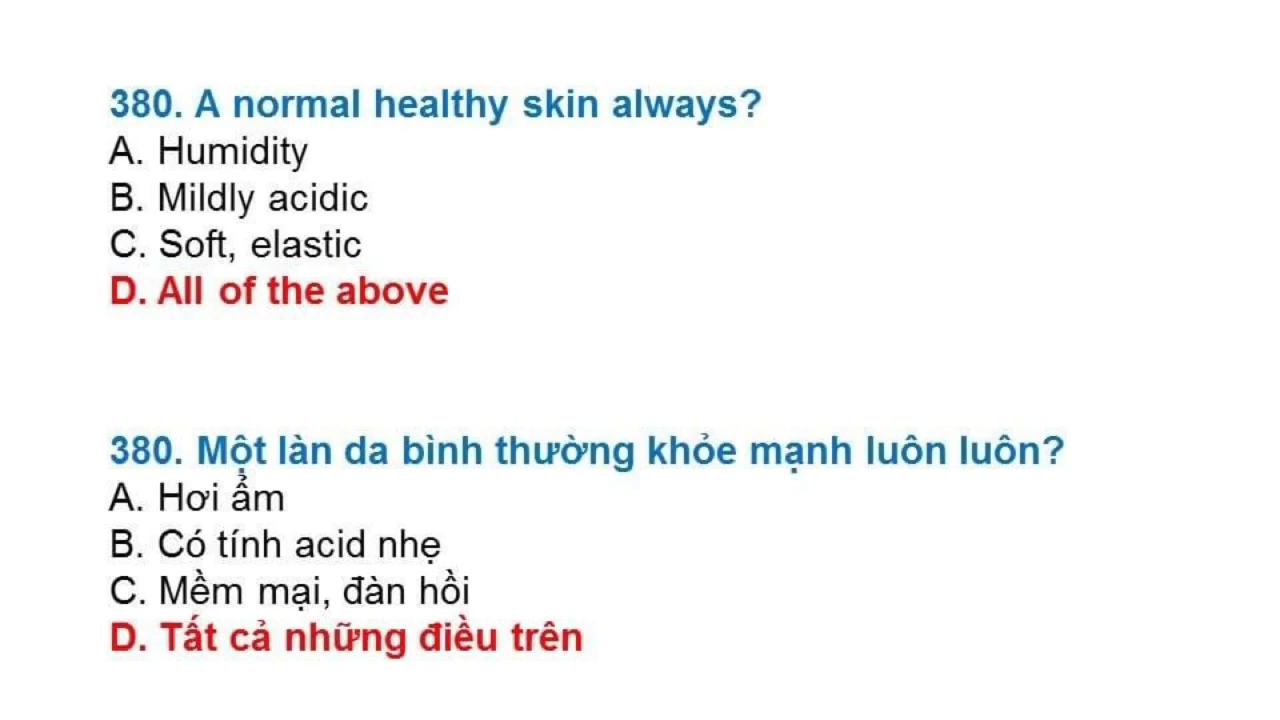 380. A normal healthy skin always?
A. Humidity
B. Mildly acidic
C. Soft, elastic
D. All of the above
380. Một làn da bình thường khỏe mạnh luôn luôn?
A. Hơi ẩm
B. Có tính acid nhẹ
C. Mềm mại, đàn hồi
D. Tất cả những điều trên